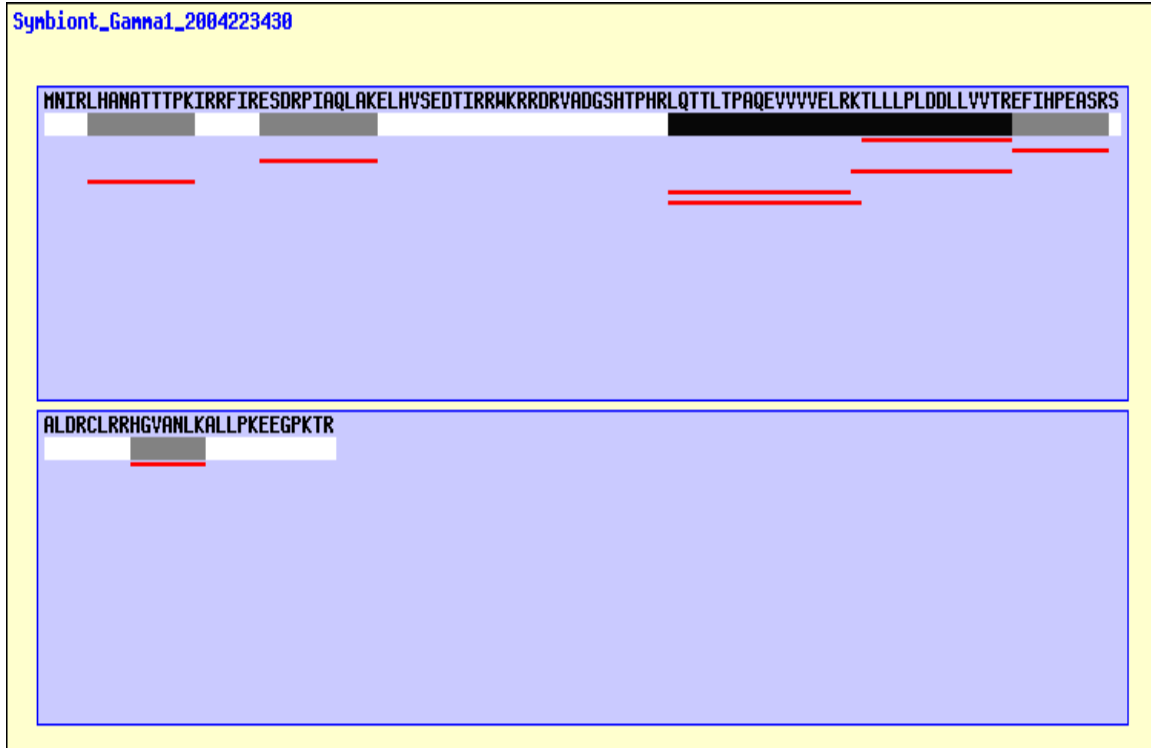 Symbiont_Gamma1_2004223430
MNIRLHANATTTPKIRRFIRESDRPIAQLAKELHVSEDTIRRWKRRDRVADGSHTPHRLQTTLTPAQEVVVVELRKTLLLPLDDLLVVTREFIHPEASRS
ALDRCLRRHGVANLKALLPKEEGPKTR